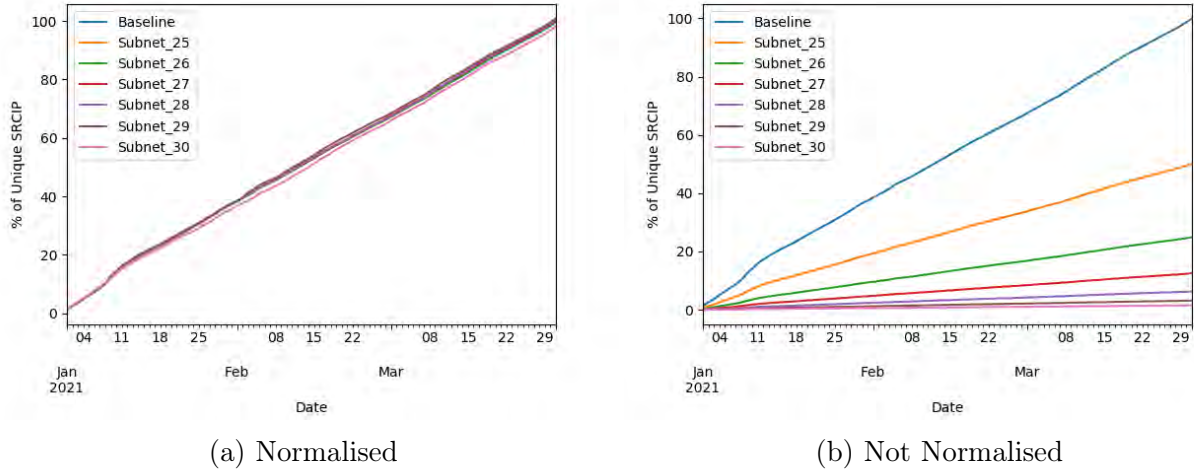 100
80
60
40
20
0
% of Unique SRCIP
Baseline
Subnet_25
Subnet_26
Subnet_27
Subnet_28
Subnet_29
Subnet_30
04 11 18 25 08 15 22 08 15 22 29
Jan Feb Mar
2021
Date
(a) Normalised
100
80
60
40
20
0
% of Unique SRCIP
Baseline
Subnet_25
Subnet_26
Subnet_27
Subnet_28
Subnet_29
Subnet_30
04 11 18 25 08 15 22 08 15 22 29
Jan Feb Mar
2021
Date
(b) Not Normalised